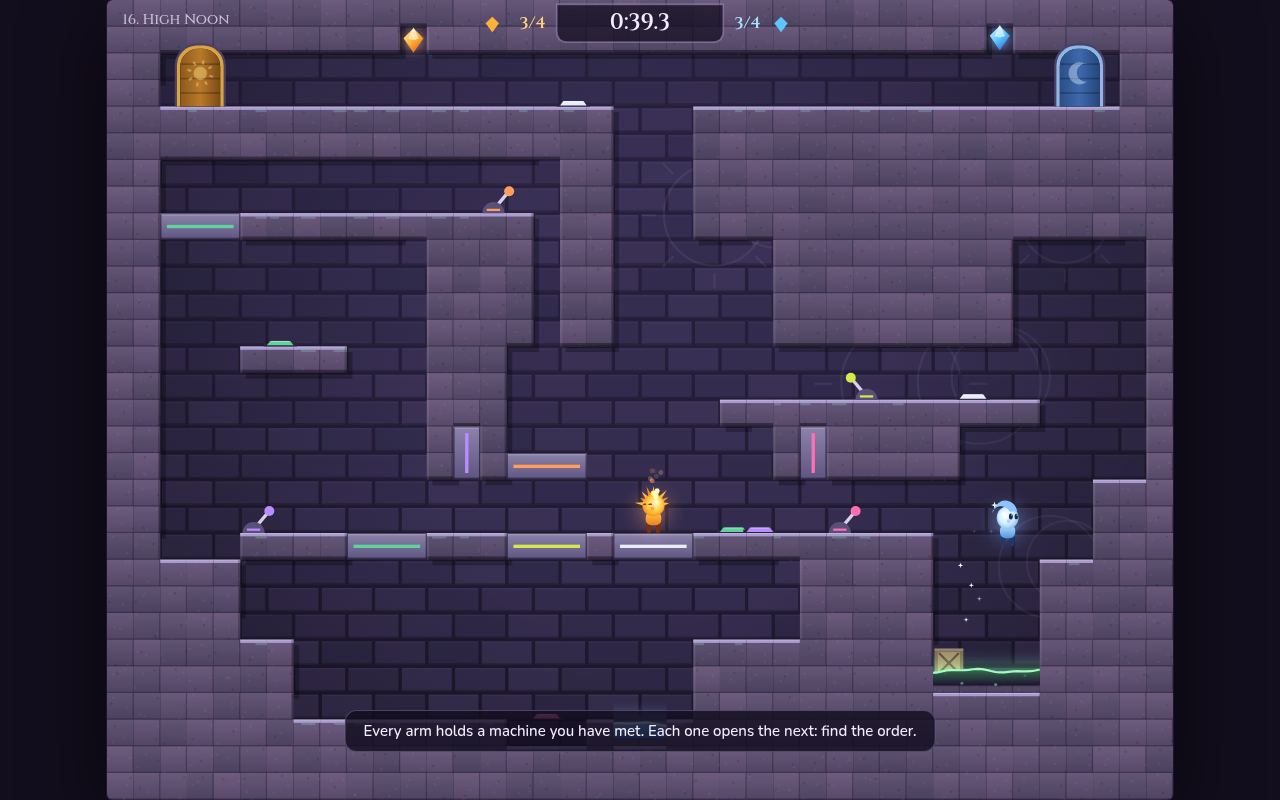 16. High Noon
3/4
0:39.3
3/4
Every arm holds a machine you have met. Each one opens the next: find the order.